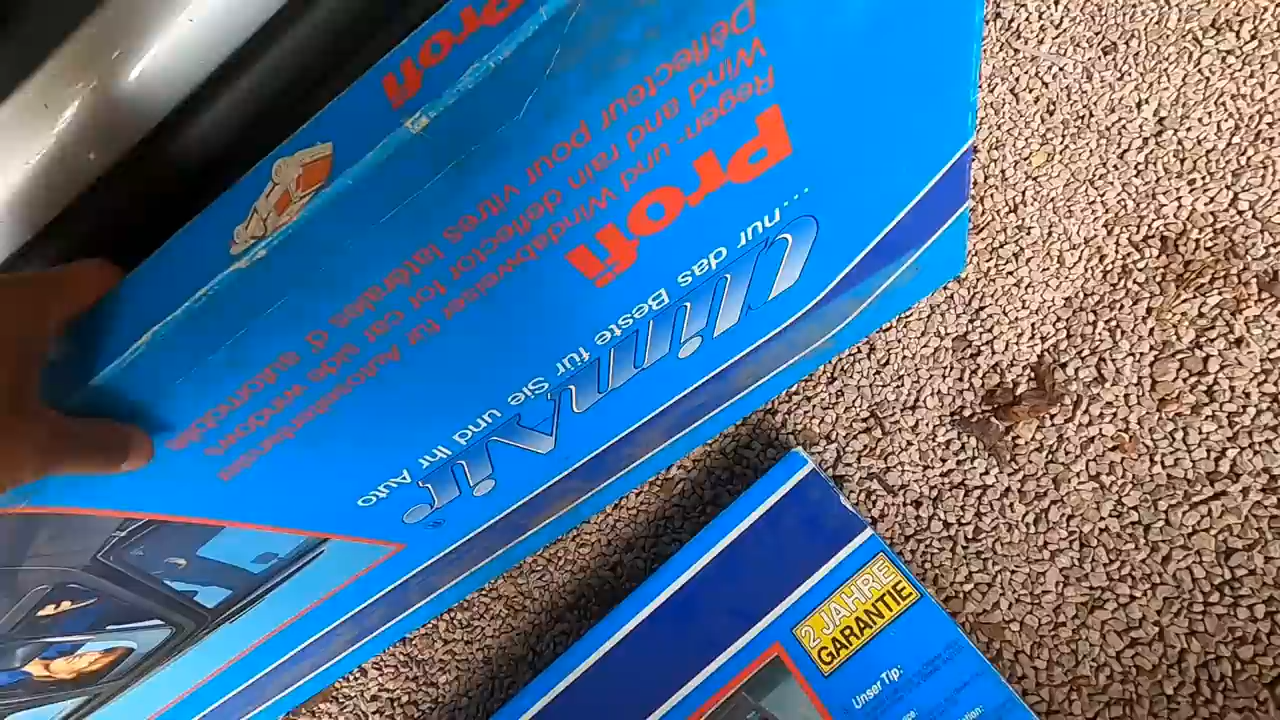 Profi
ClimAir®
...nur das Beste für Sie und Ihr Auto
Profi
Regen- und Windabweiser für Autoseitenfenster
Wind and rain deflector for car side windows
Déflecteur pour vitres latérales d'automobile
2 JAHRE
GARANTIE
Unser Tip: